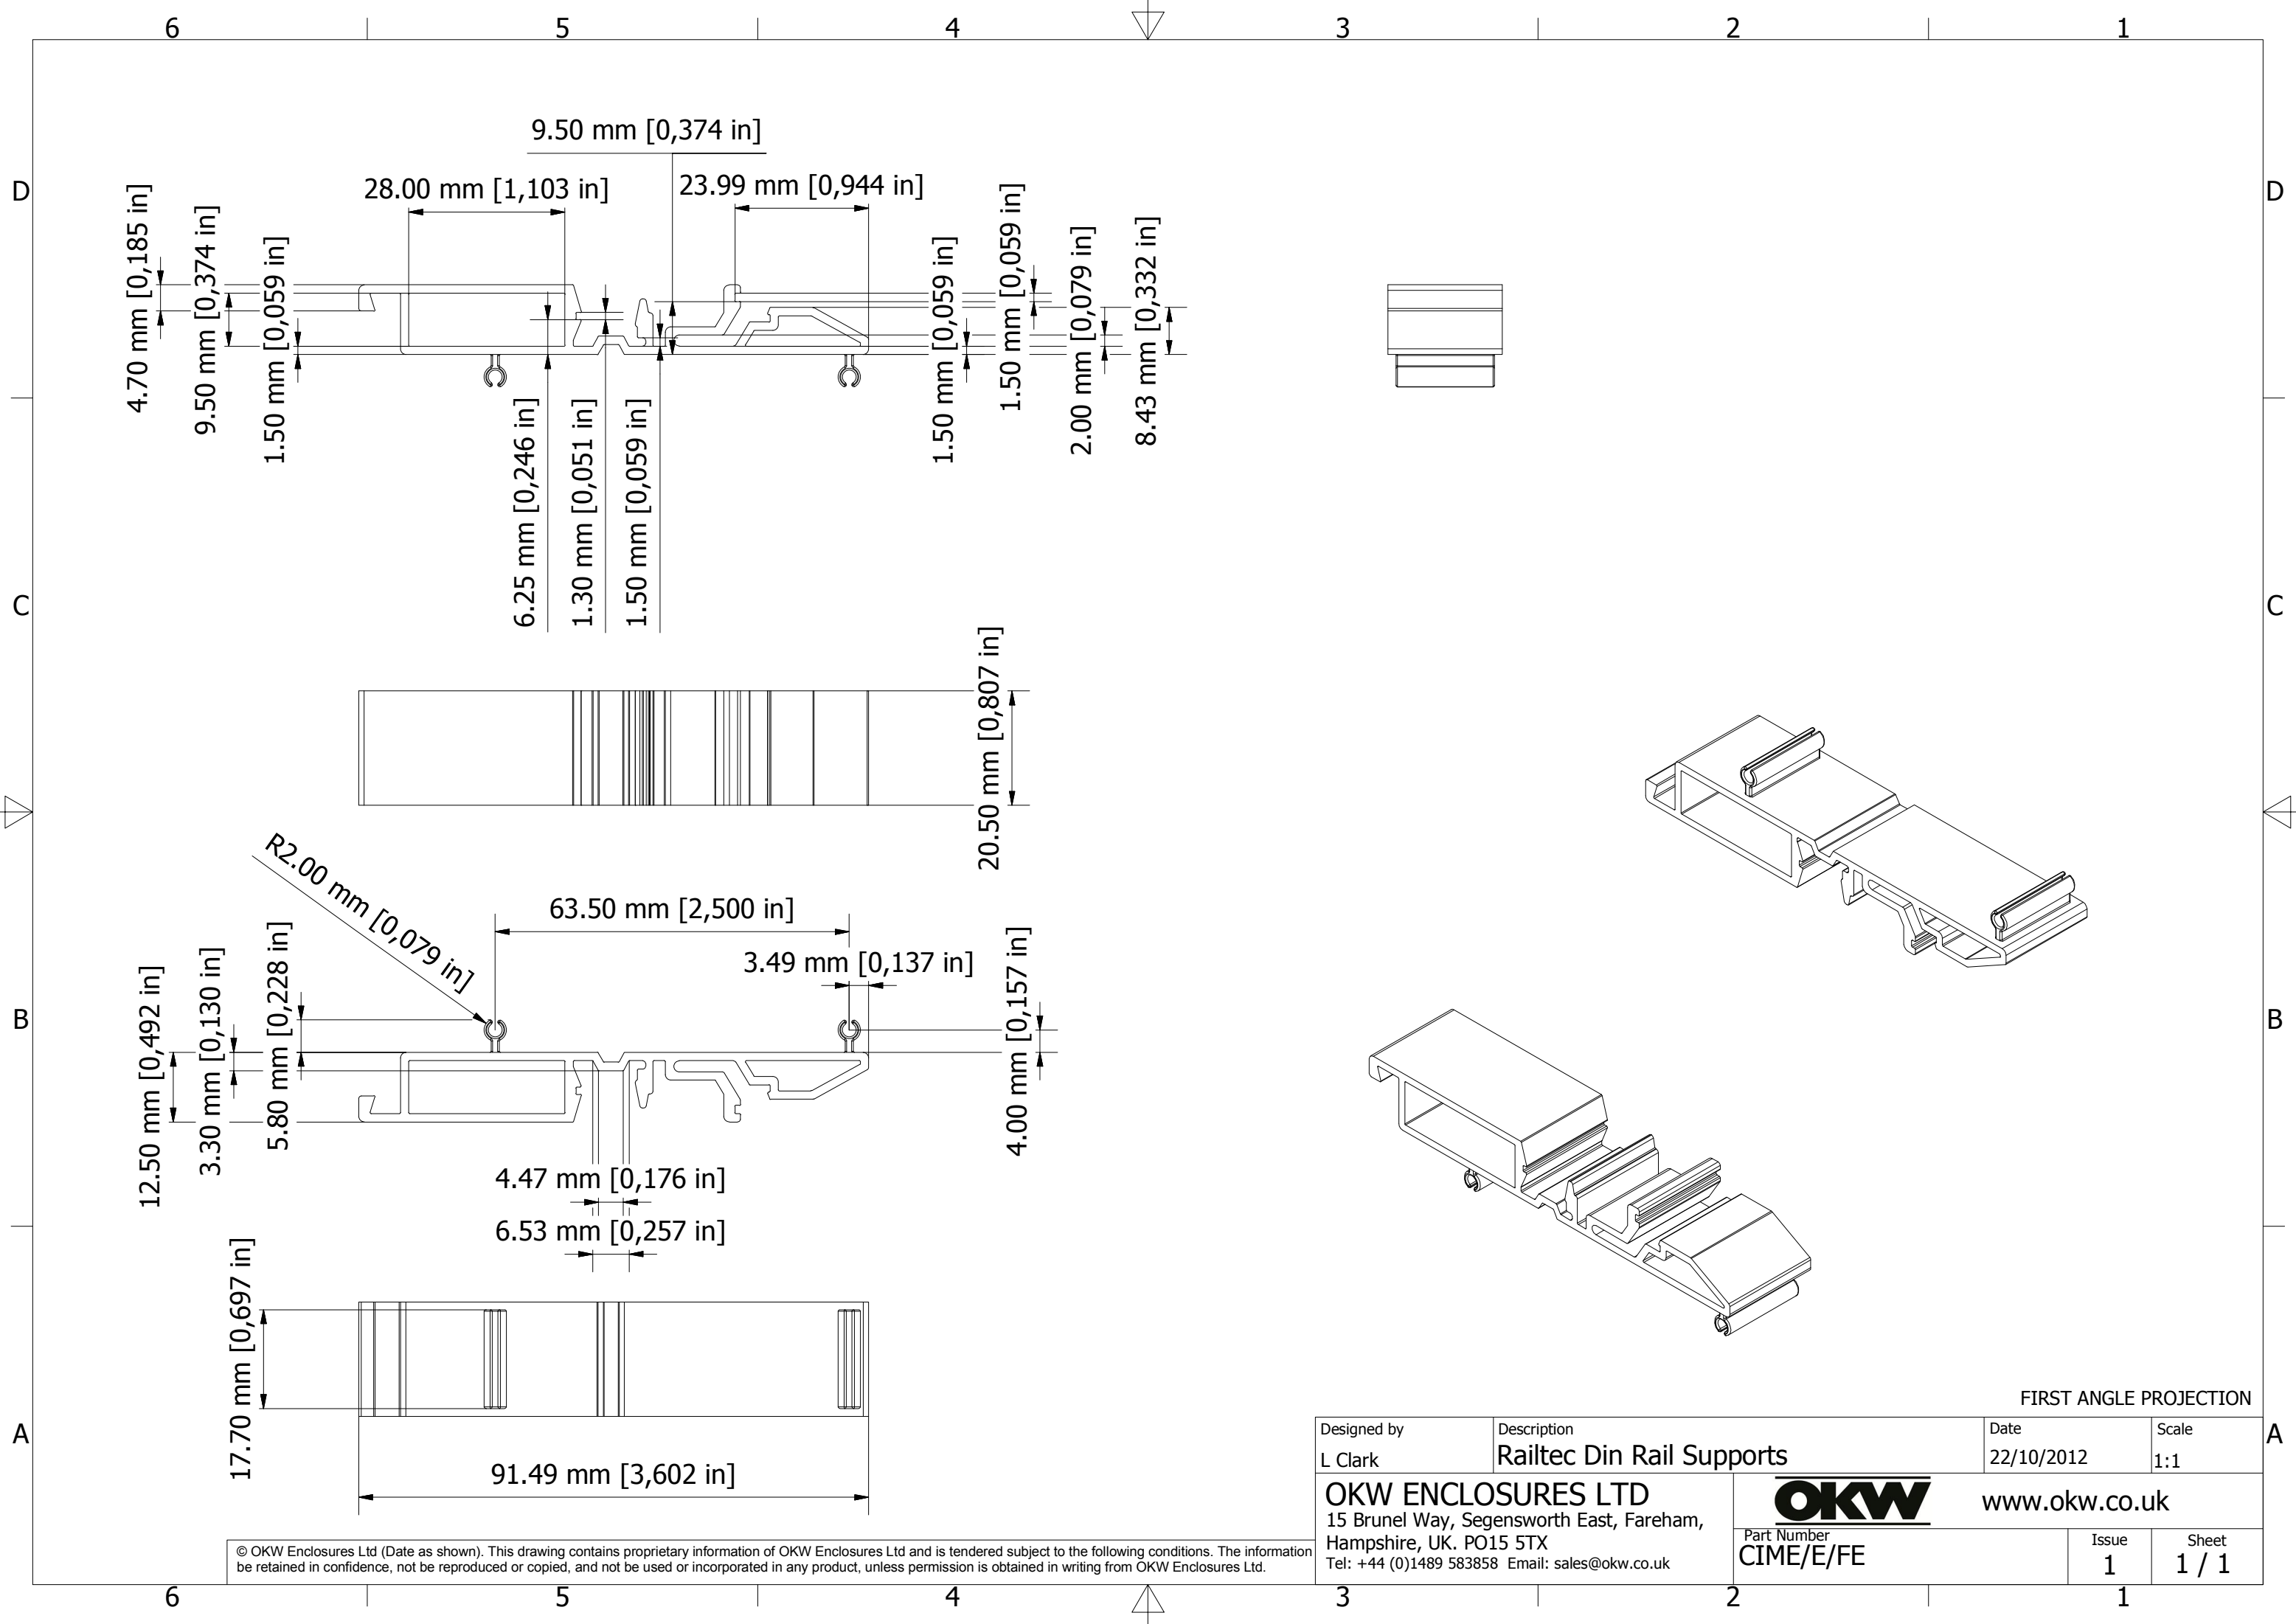 6 5 4 3 2 1
D
D
9.50 mm [0,374 in]
28.00 mm [1,103 in]
23.99 mm [0,944 in]
4.70 mm [0,185 in]
9.50 mm [0,374 in]
1.50 mm [0,059 in]
1.50 mm [0,059 in]
1.50 mm [0,059 in]
2.00 mm [0,079 in]
8.43 mm [0,332 in]
6.25 mm [0,246 in]
1.30 mm [0,051 in]
1.50 mm [0,059 in]
C
C
20.50 mm [0,807 in]
R2.00 mm [0,079 in]
63.50 mm [2,500 in]
3.49 mm [0,137 in]
12.50 mm [0,492 in]
3.30 mm [0,130 in]
5.80 mm [0,228 in]
4.00 mm [0,157 in]
B
B
4.47 mm [0,176 in]
6.53 mm [0,257 in]
17.70 mm [0,697 in]
91.49 mm [3,602 in]
A
A
FIRST ANGLE PROJECTION
Designed by
L Clark
Description
Railtec Din Rail Supports
Date
22/10/2012
Scale
1:1
OKW ENCLOSURES LTD
15 Brunel Way, Segensworth East, Fareham,
Hampshire, UK. PO15 5TX
Tel: +44 (0)1489 583858 Email: sales@okw.co.uk
OKW
www.okw.co.uk
Part Number
CIME/E/FE
Issue
1
Sheet
1 / 1
© OKW Enclosures Ltd (Date as shown). This drawing contains proprietary information of OKW Enclosures Ltd and is tendered subject to the following conditions. The information
be retained in confidence, not be reproduced or copied, and not be used or incorporated in any product, unless permission is obtained in writing from OKW Enclosures Ltd.
6 5 4 3 2 1